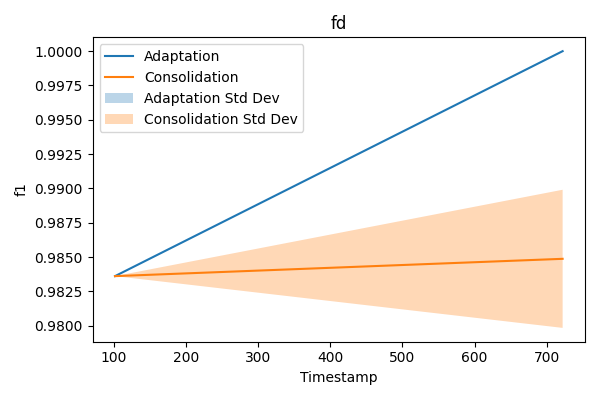 fd
1.0000
0.9975
0.9950
0.9925
0.9900
0.9875
0.9850
0.9825
0.9800
f1
Adaptation
Consolidation
Adaptation Std Dev
Consolidation Std Dev
100 200 300 400 500 600 700
Timestamp